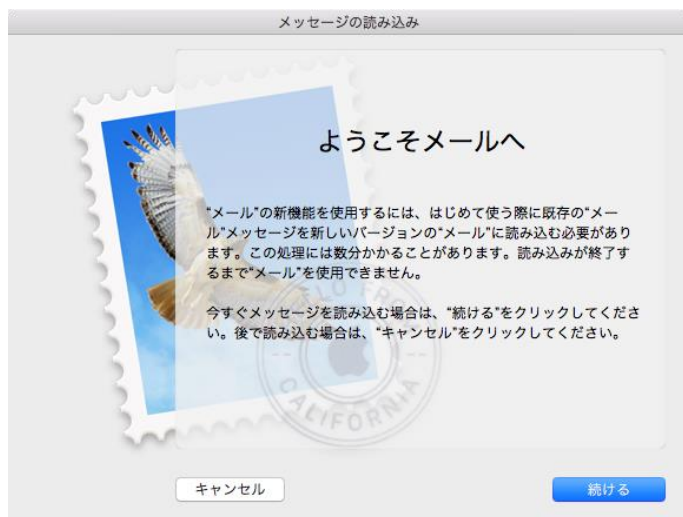 メッセージの読み込み
ようこそメールへ
“メール”の新機能を使用するには、はじめて使う際に既存の“メー
ル”メッセージを新しいバージョンの“メール”に読み込む必要があり
ます。この処理には数分かかることがあります。読み込みが終了す
るまで“メール”を使用できません。
今すぐメッセージを読み込む場合は、“続ける”をクリックしてくださ
い。後で読み込む場合は、“キャンセル”をクリックしてください。
CALIFORNIA
キャンセル
続ける